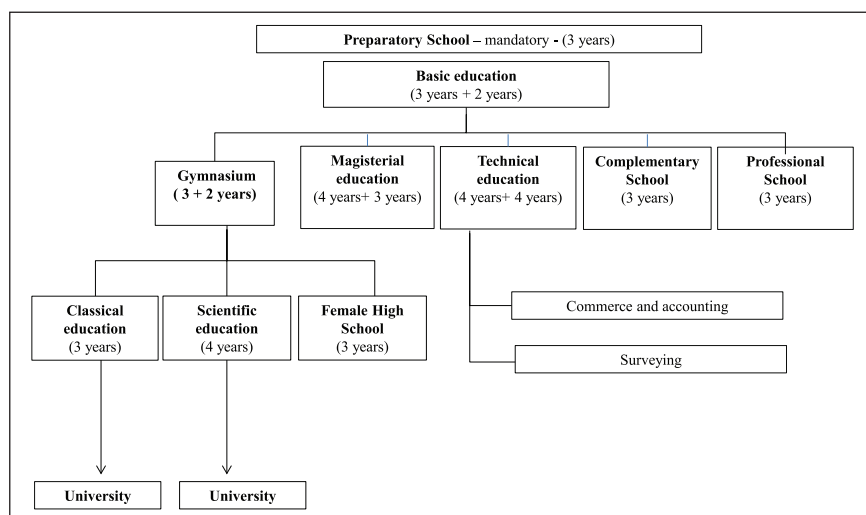 Preparatory School – mandatory - (3 years)
Basic education
(3 years + 2 years)
Gymnasium
( 3 + 2 years)
Magisterial
education
(4 years+ 3 years)
Technical
education
(4 years+ 4 years)
Complementary
School
(3 years)
Professional
School
(3 years)
Classical
education
(3 years)
Scientific
education
(4 years)
Female High
School
(3 years)
Commerce and accounting
Surveying
University
University